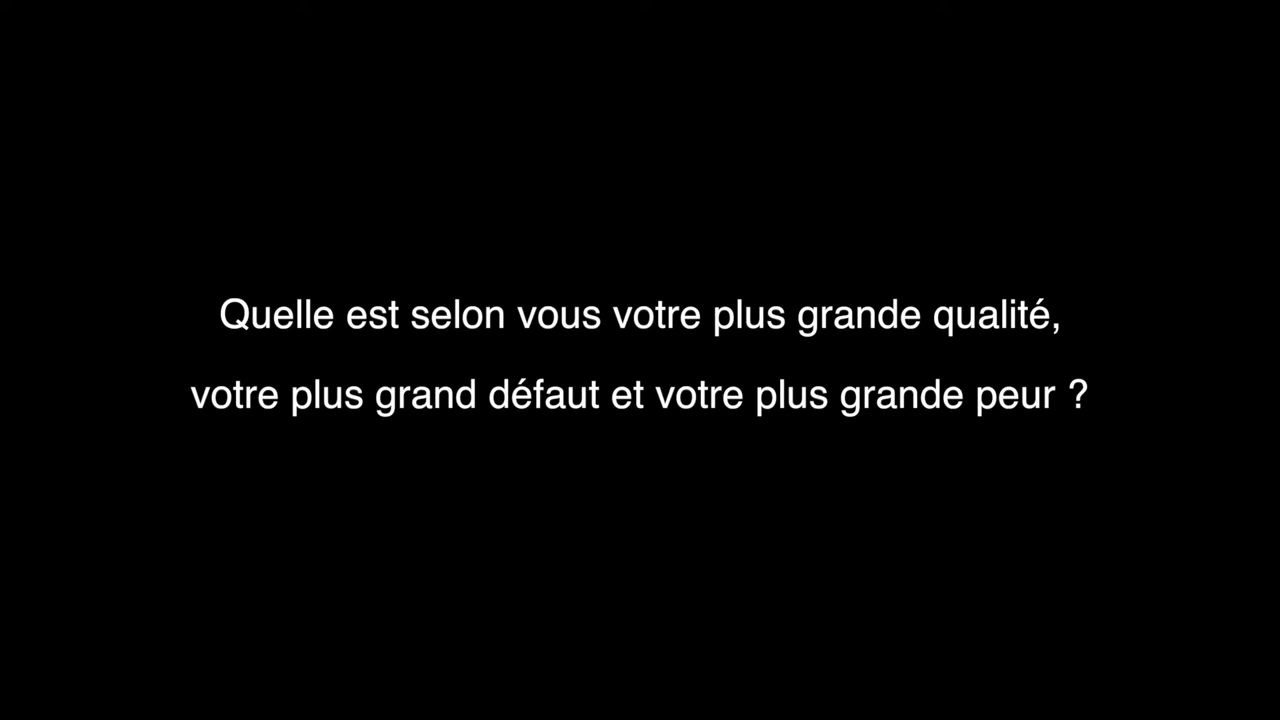 Quelle est selon vous votre plus grande qualité,
votre plus grand défaut et votre plus grande peur ?